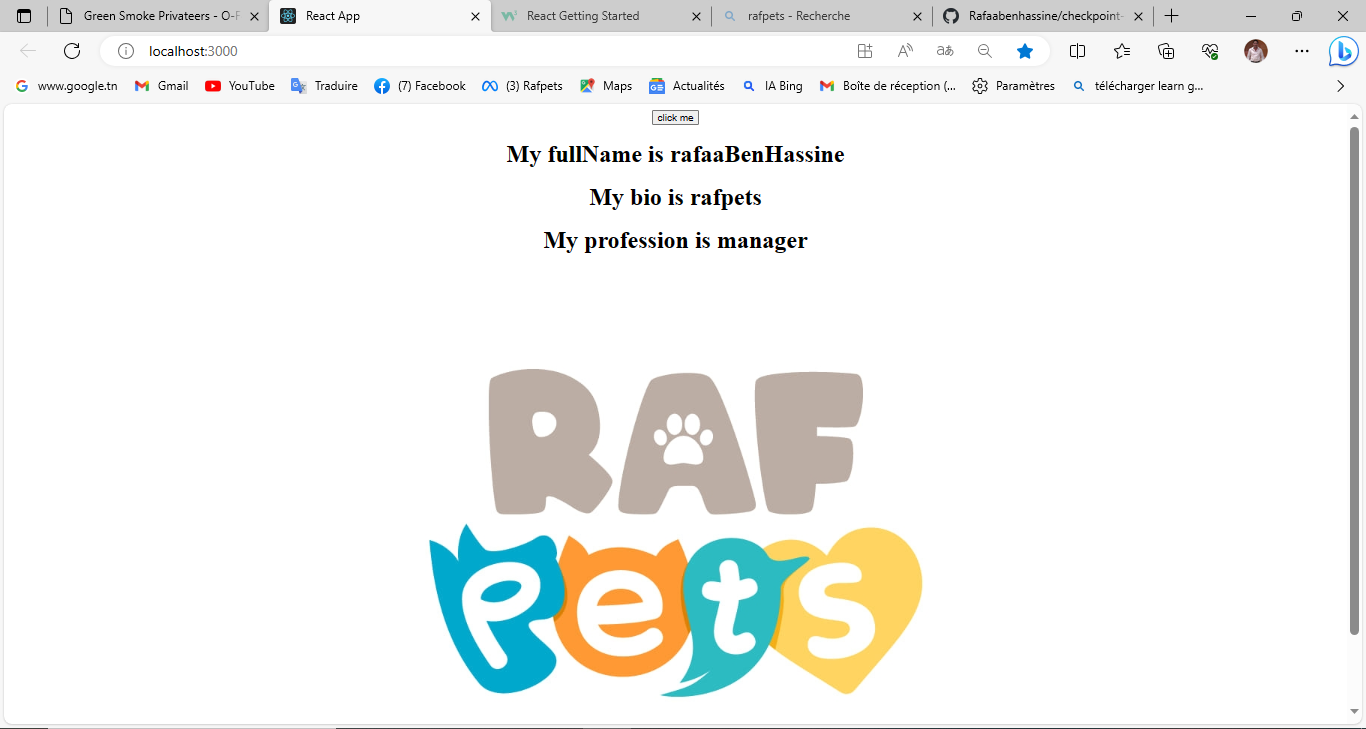 Green Smoke Privateers - O-F
React App
React Getting Started
rafpets - Recherche
Rafaabenhassine/checkpoint-
localhost:3000
www.google.tn
Gmail
YouTube
Traduire
(7) Facebook
(3) Rafpets
Maps
Actualités
IA Bing
Boîte de réception (...
Paramètres
télécharger learn g...
click me
My fullName is rafaaBenHassine
My bio is rafpets
My profession is manager
RAF
Pets